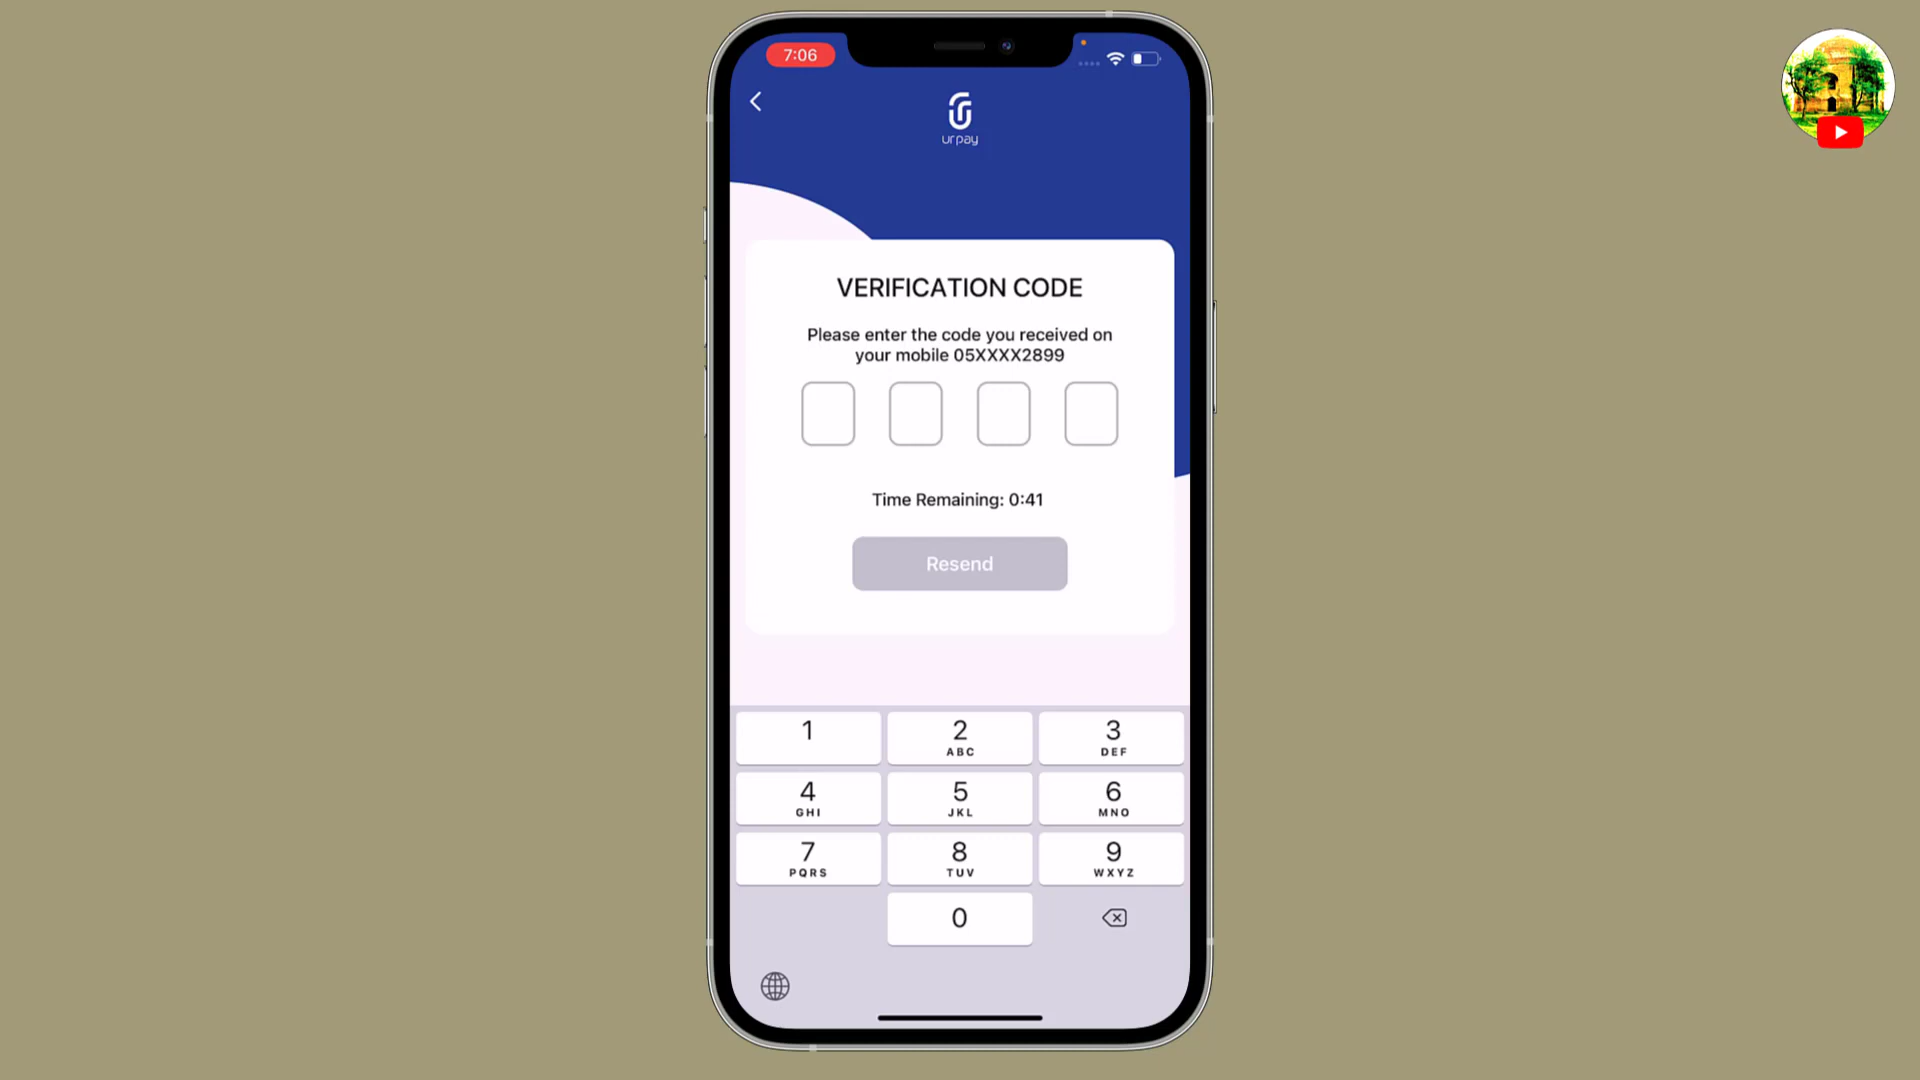 7:06
urpay
VERIFICATION CODE
Please enter the code you received on
your mobile 05XXXX2899
Time Remaining: 0:41
Resend
1
2
ABC
3
DEF
4
GHI
5
JKL
6
MNO
7
PQRS
8
TUV
9
WXYZ
0